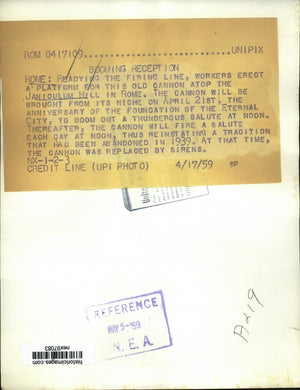 ROM 0417109......................UNIPIX
BOOMING RECEPTION
ROME: READYING THE FIRING LINE, WORKERS ERECT
A PLATFORM FOR THIS OLD CANNON ATOP THE
JANICULUM HILL IN ROME. THE CANNON WILL BE
BROUGHT FROM ITS NICHE ON APRIL 21ST, THE
ANNIVERSARY OF THE FOUNDATION OF THE ETERNAL
CITY, TO BOOM OUT A THUNDEROUS SALUTE AT NOON.
THEREAFTER, THE CANNON WILL FIRE A SALUTE
EACH DAY AT NOON, THUS REINSTATING A TRADITION
THAT HAD BEEN ABANDONED IN 1939. AT THAT TIME,
THE CANNON WAS REPLACED BY SIRENS.
NX-1-2-3
CREDIT LINE (UPI PHOTO) 4/17/59 BP
United
REFERENCE
MAY 5-'59
N.E.A.
A219
nex97083
historicimages.com